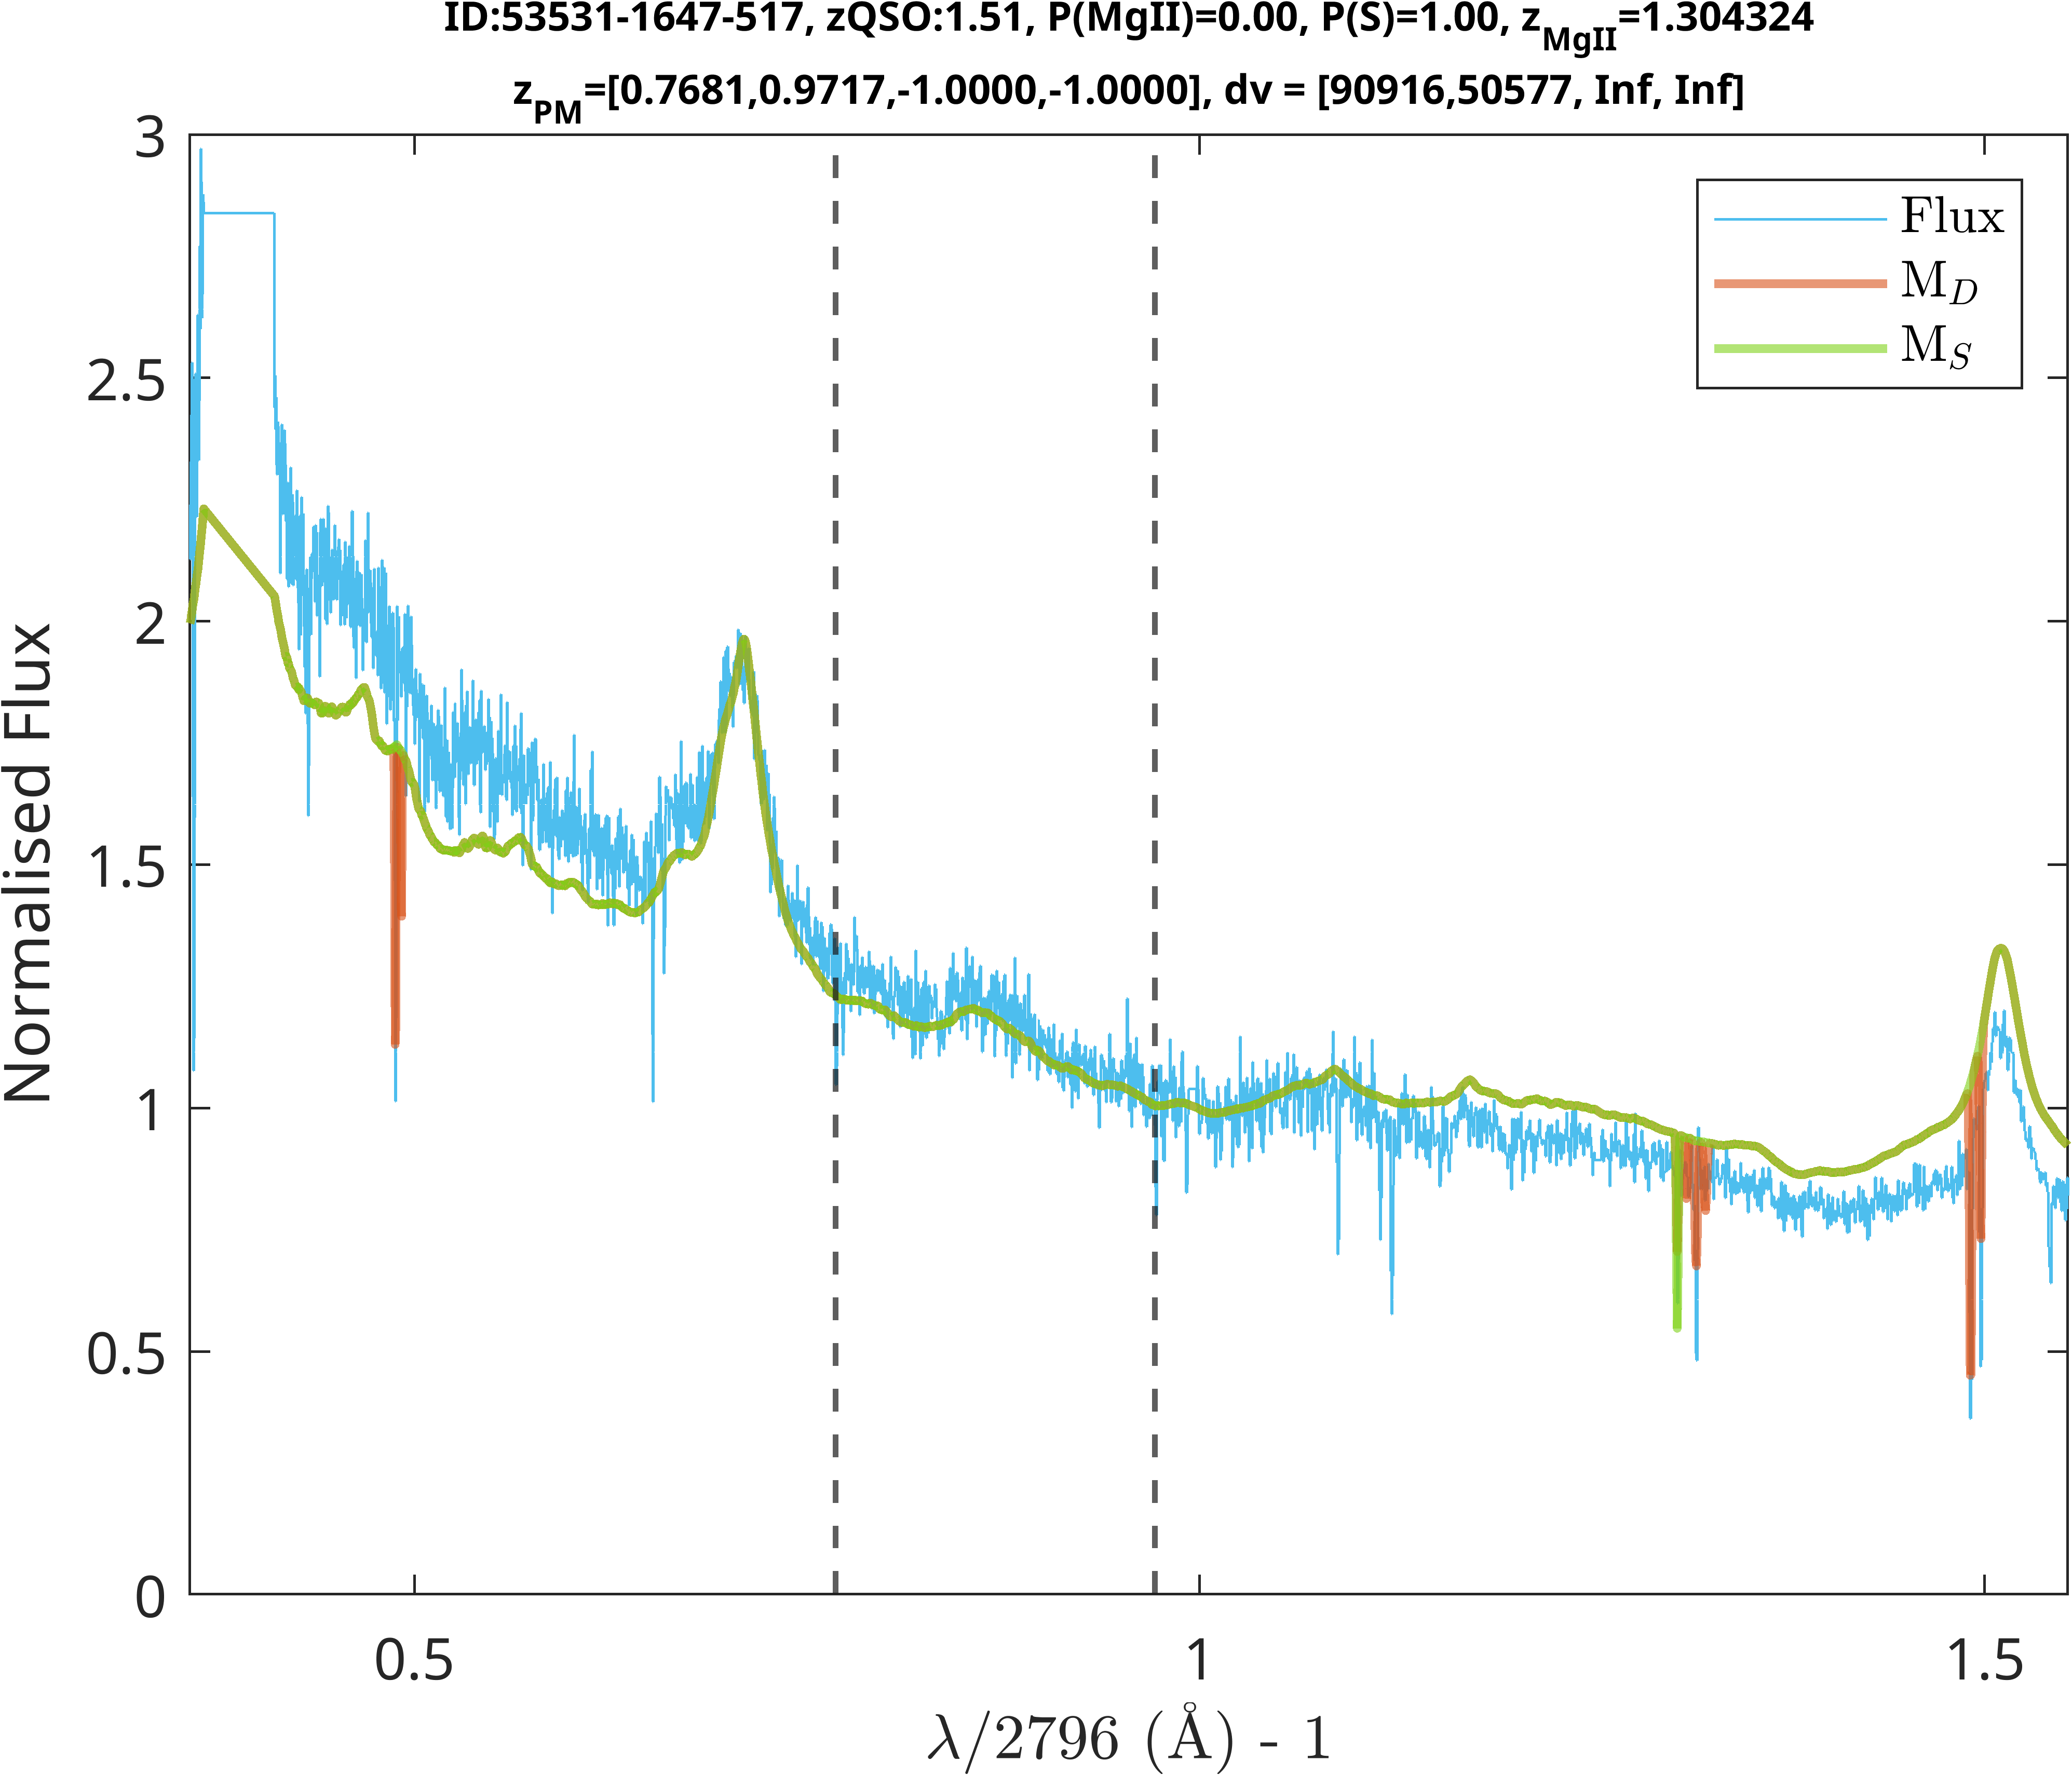 ID:53531-1647-517, zQSO:1.51, P(MgII)=0.00, P(S)=1.00, zMgII=1.304324
zPM=[0.7681,0.9717,-1.0000,-1.0000], dv = [90916,50577, Inf, Inf]
3
2.5
2
1.5
1
0.5
0
Normalised Flux
Flux
MD
MS
0.5
1
1.5
λ/2796 (Å) - 1